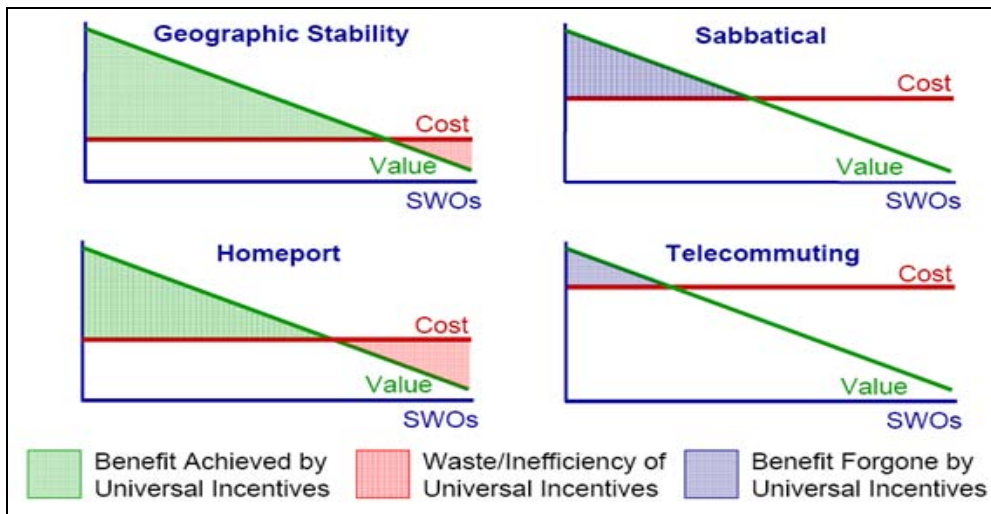 Geographic Stability
Cost
Value
SWOs
Sabbatical
Cost
Value
SWOs
Homeport
Cost
Value
SWOs
Telecommuting
Cost
Value
SWOs
Benefit Achieved by
Universal Incentives
Waste/Inefficiency of
Universal Incentives
Benefit Forgone by
Universal Incentives